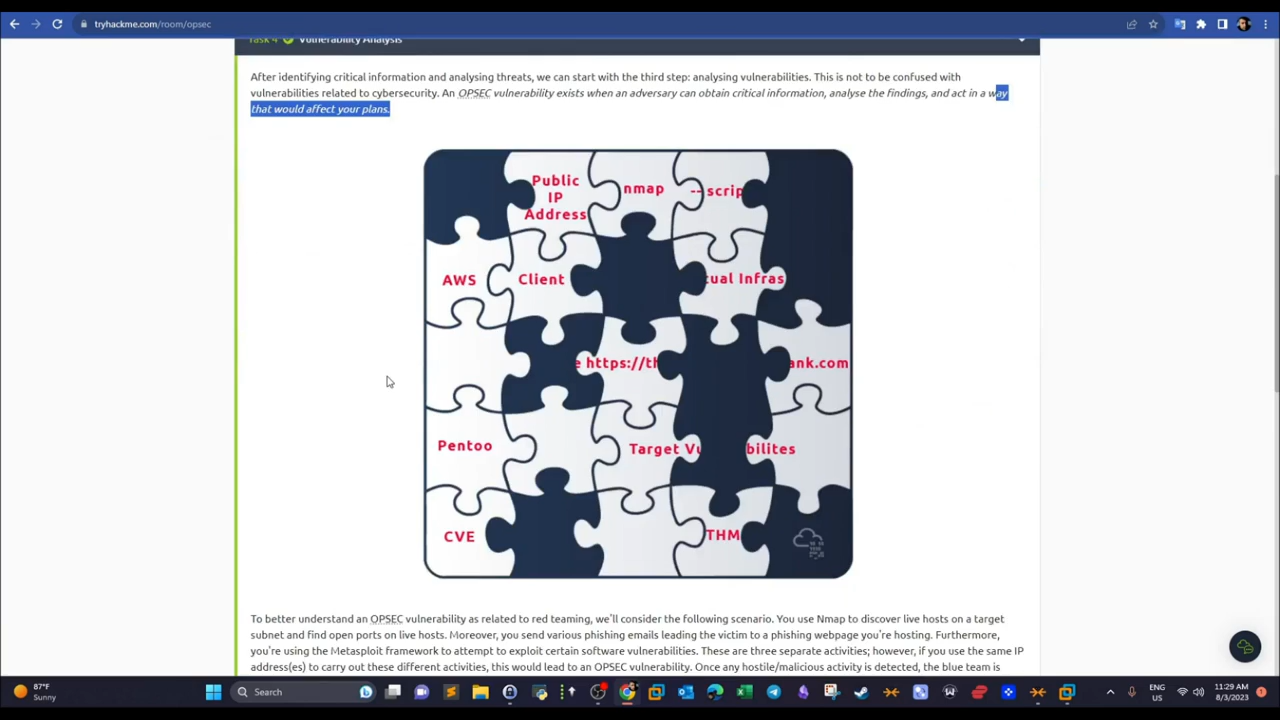 tryhackme.com/room/opsec
Task 4 Vulnerability Analysis
After identifying critical information and analysing threats, we can start with the third step: analysing vulnerabilities. This is not to be confused with
vulnerabilities related to cybersecurity. An OPSEC vulnerability exists when an adversary can obtain critical information, analyse the findings, and act in a way
that would affect your plans.
Public
IP
Address
nmap
-- scrip
AWS
Client
tual Infras
e https://th
ank.com
Pentoo
Target Vu
bilites
CVE
THM
To better understand an OPSEC vulnerability as related to red teaming, we'll consider the following scenario. You use Nmap to discover live hosts on a target
subnet and find open ports on live hosts. Moreover, you send various phishing emails leading the victim to a phishing webpage you're hosting. Furthermore,
you're using the Metasploit framework to attempt to exploit certain software vulnerabilities. These are three separate activities; however, if you use the same IP
address(es) to carry out these different activities, this would lead to an OPSEC vulnerability. Once any hostile/malicious activity is detected, the blue team is
87°F
Sunny
Search
ENG
US
11:29 AM
8/3/2023